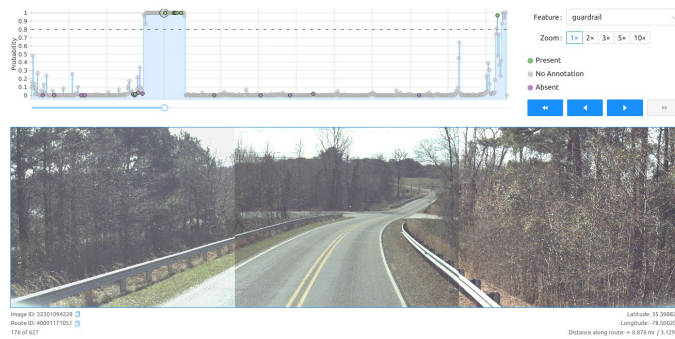 1
0.9
0.8
0.7
0.6
0.5
0.4
0.3
0.2
0.1
0
Probability
Feature: guardrail
Zoom: 1× 2× 3× 5× 10×
Present
No Annotation
Absent
Image ID: 32301094228
Route ID: 40001171051
176 of 627
Latitude: 35.39882
Longitude: -78.50020
Distance along route: ≈ 0.876 mi / 3.129